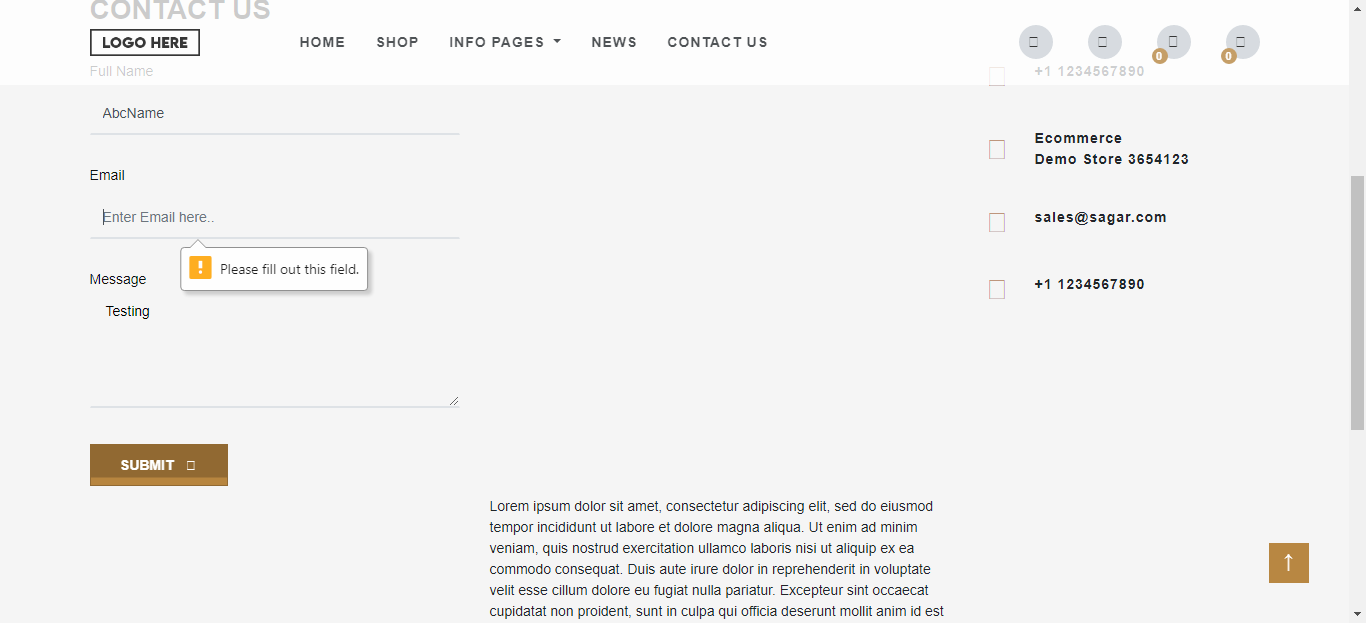 CONTACT US
LOGO HERE
HOME
SHOP
INFO PAGES
NEWS
CONTACT US
0
0
Full Name
AbcName
Email
Enter Email here..
Please fill out this field.
Message
Testing
SUBMIT
+1 1234567890
Ecommerce
Demo Store 3654123
sales@sagar.com
+1 1234567890
Lorem ipsum dolor sit amet, consectetur adipiscing elit, sed do eiusmod
tempor incididunt ut labore et dolore magna aliqua. Ut enim ad minim
veniam, quis nostrud exercitation ullamco laboris nisi ut aliquip ex ea
commodo consequat. Duis aute irure dolor in reprehenderit in voluptate
velit esse cillum dolore eu fugiat nulla pariatur. Excepteur sint occaecat
cupidatat non proident, sunt in culpa qui officia deserunt mollit anim id est